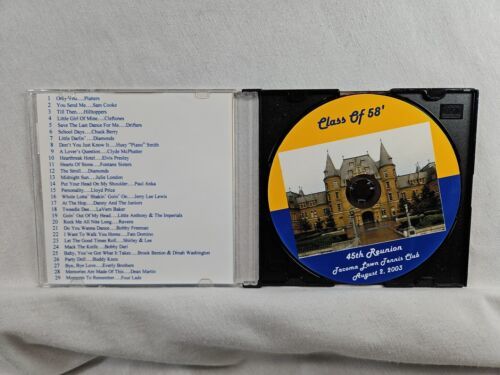 1 Only You.....Platters
2 You Send Me.....Sam Cooke
3 Till Then.....Hilltoppers
4 Little Girl Of Mine.....Cleftones
5 Save The Last Dance For Me.....Drifters
6 School Days.....Chuck Berry
7 Little Darlin'.....Diamonds
8 Don't You Just Know It.....Huey "Piano" Smith
9 A Lover's Question.....Clyde McPhatter
10 Heartbreak Hotel.....Elvis Presley
11 Hearts Of Stone.....Fontane Sisters
12 The Stroll.....Diamonds
13 Midnight Sun.....Julie London
14 Put Your Head On My Shoulder.....Paul Anka
15 Personality.....Lloyd Price
16 Whole Lotta' Shakin' Goin' On.....Jerry Lee Lewis
17 At The Hop.....Danny And The Juniors
18 Tweedle Dee.....LaVern Baker
19 Goin' Out Of My Head.....Little Anthony & The Imperials
20 Rock Me All Nite Long.....Ravens
21 Do You Wanna Dance.....Bobby Freeman
22 I Want To Walk You Home.....Fats Domino
23 Let The Good Times Roll.....Shirley & Lee
24 Mack The Knife.....Bobby Dari
25 Baby, You've Got What It Takes.....Brook Benton & Dinah Washington
26 Party Doll.....Buddy Knox
27 Bye, Bye Love.....Everly Brothers
28 Memories Are Made Of This.....Dean Martin
29 Moments To Remember.....Four Lads
Class Of 58'
45th Reunion
Tacoma Lawn Tennis Club
August 2, 2003